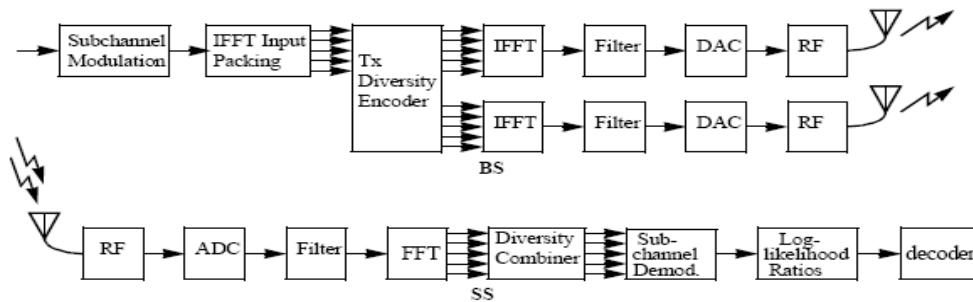 Subchannel
Modulation
IFFT Input
Packing
Tx
Diversity
Encoder
IFFT
Filter
DAC
RF
IFFT
Filter
DAC
RF
BS
RF
ADC
Filter
FFT
Diversity
Combiner
Sub-
channel
Demod.
Log-
likelihood
Ratios
decoder
SS